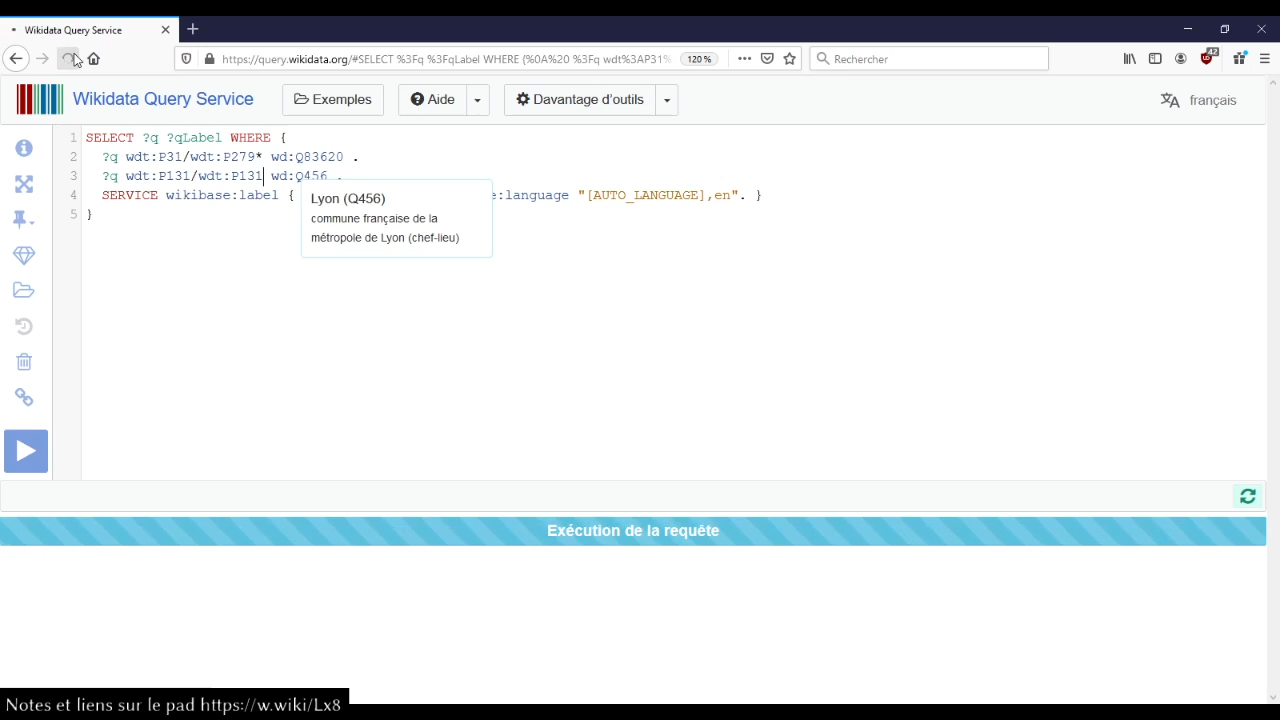 Wikidata Query Service
https://query.wikidata.org/#SELECT %3Fq %3FqLabel WHERE {%0A%20 %3Fq wdt%3AP31%
120 %
Rechercher
42
Wikidata Query Service
Exemples
Aide
Davantage d'outils
français
1 SELECT ?q ?qLabel WHERE {
2 ?q wdt:P31/wdt:P279* wd:Q83620 .
3 ?q wdt:P131/wdt:P131 wd:Q456 .
4 SERVICE wikibase:label { e:language "[AUTO_LANGUAGE],en". }
5 }
Lyon (Q456)
commune française de la
métropole de Lyon (chef-lieu)
Exécution de la requête
Notes et liens sur le pad https://w.wiki/Lx8